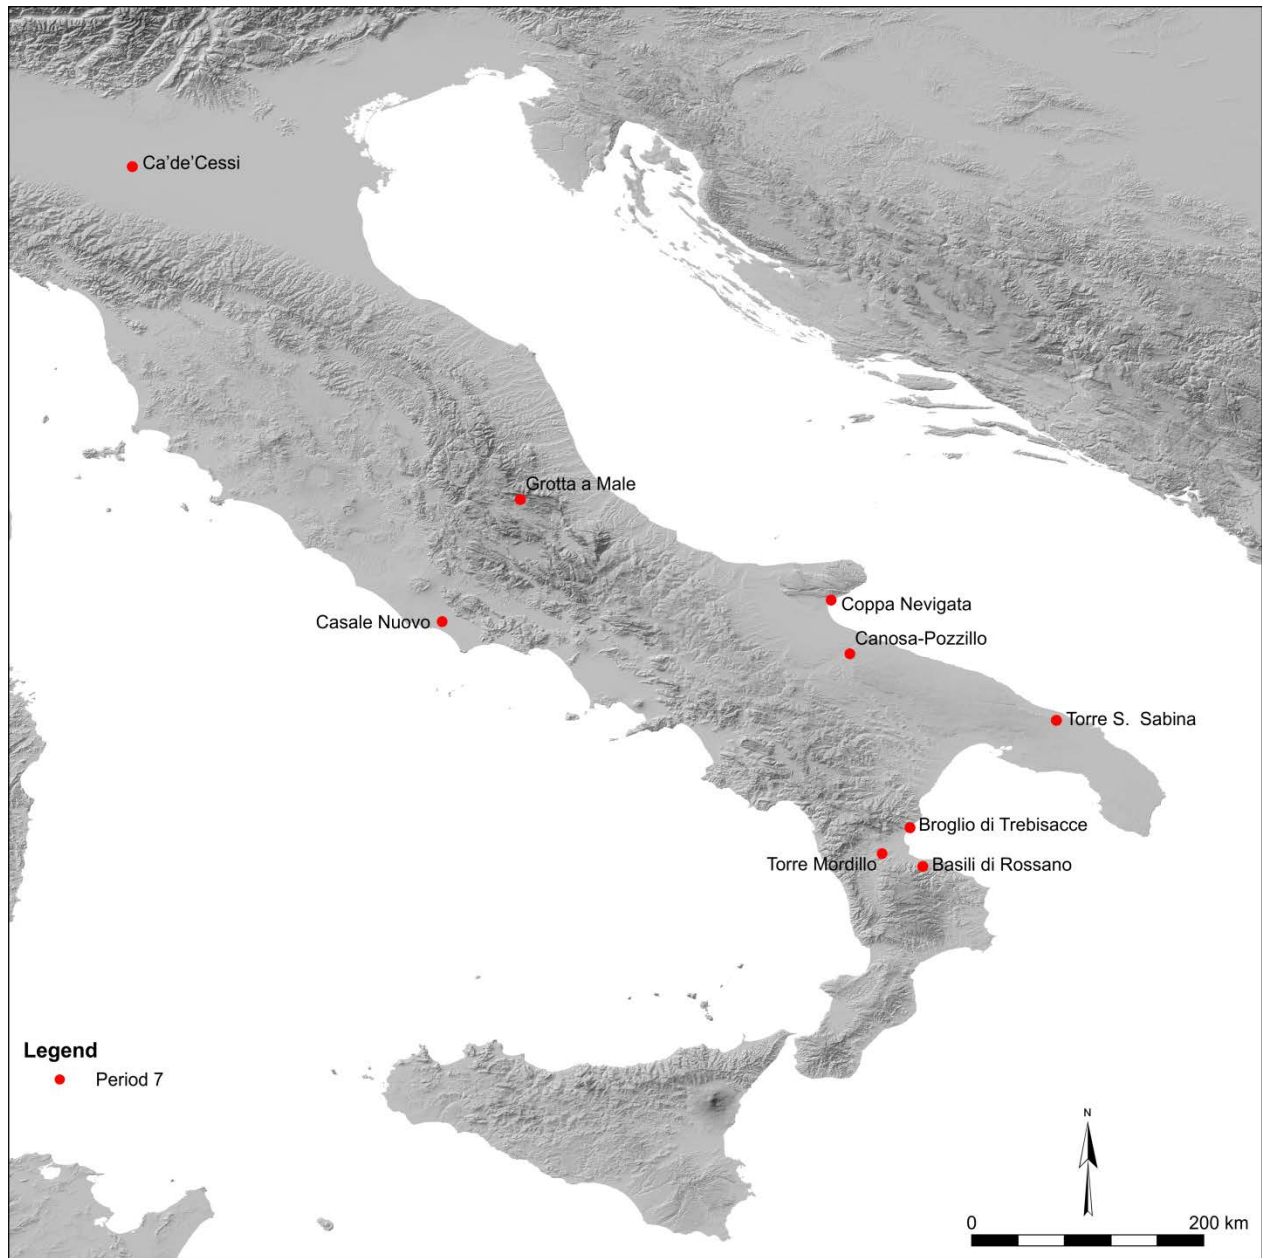 Ca'de'Cessi
Grotta a Male
Coppa Nevigata
Casale Nuovo
Canosa-Pozzillo
Torre S.  Sabina
Broglio di Trebisacce
Torre Mordillo
Basili di Rossano
Legend
Period 7
N
0
200 km